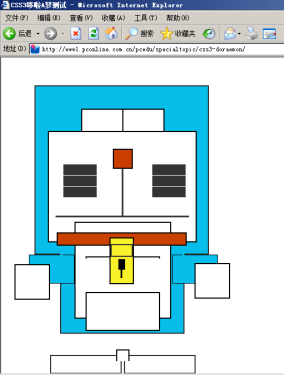 CSS3哆啦A梦测试 - Microsoft Internet Explorer
文件(F) 编辑(E) 查看(V) 收藏(A) 工具(T) 帮助(H)
后退 搜索 收藏夹
地址(D) http://www1.pconline.com.cn/pcedu/specialtopic/css3-doraemon/